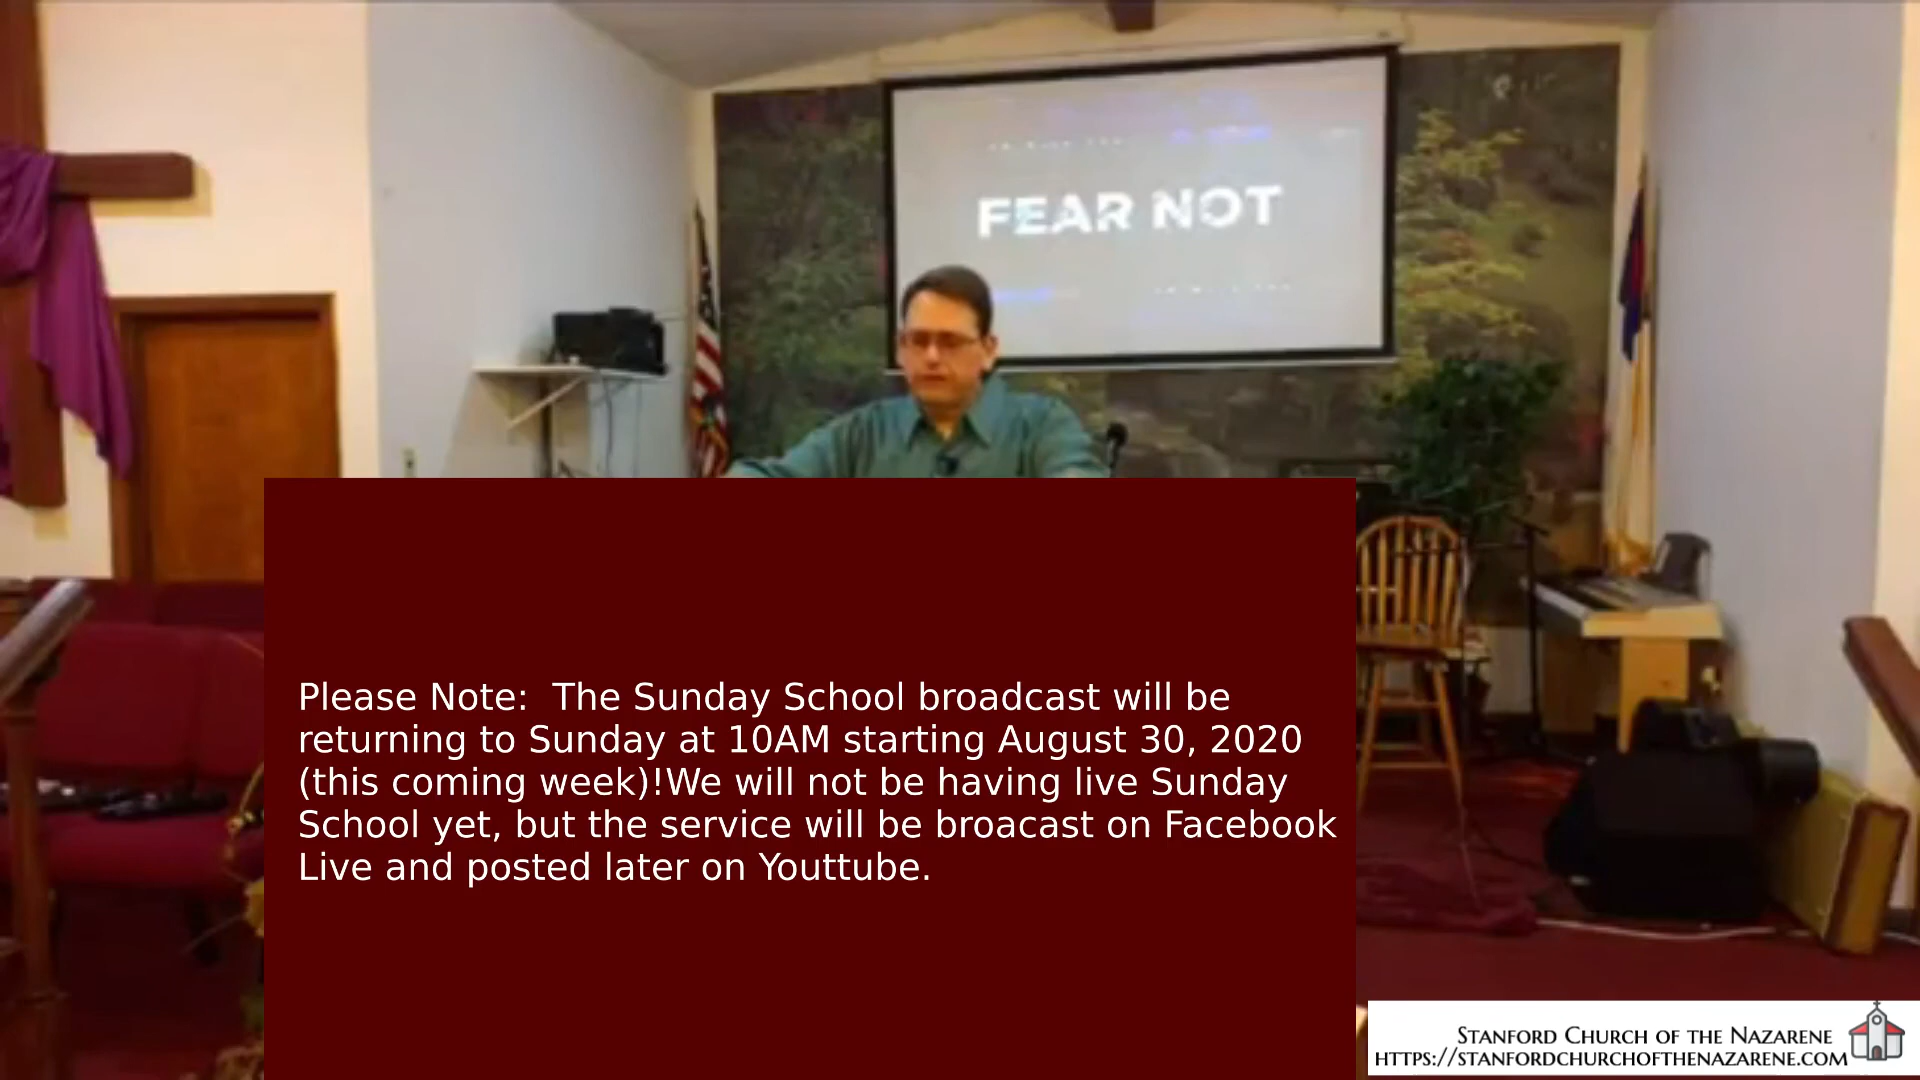 FEAR NOT
Please Note:  The Sunday School broadcast will be
returning to Sunday at 10AM starting August 30, 2020
(this coming week)!We will not be having live Sunday
School yet, but the service will be broacast on Facebook
Live and posted later on Youttube.
Stanford Church of the Nazarene
https://stanfordchurchofthenazarene.com